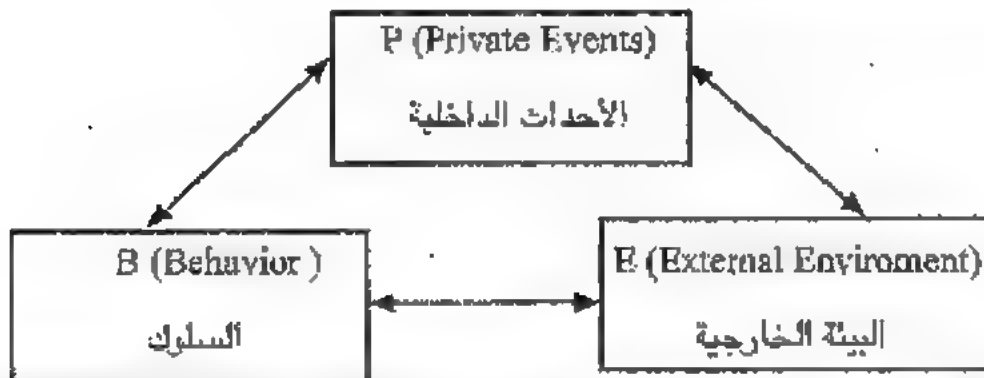 P (Private Events)
الأحداث الداخلية
B (Behavior )
السلوك
E (External Enviroment)
البيئة الخارجية